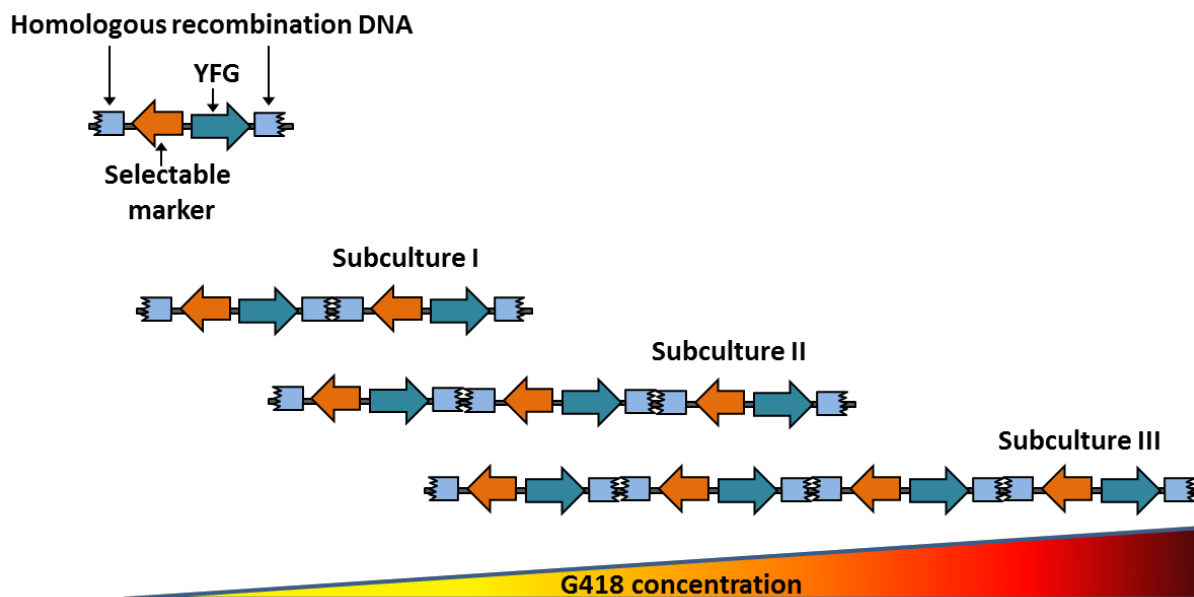 Homologous recombination DNA
YFG
Selectable
marker
Subculture I
Subculture II
Subculture III
G418 concentration